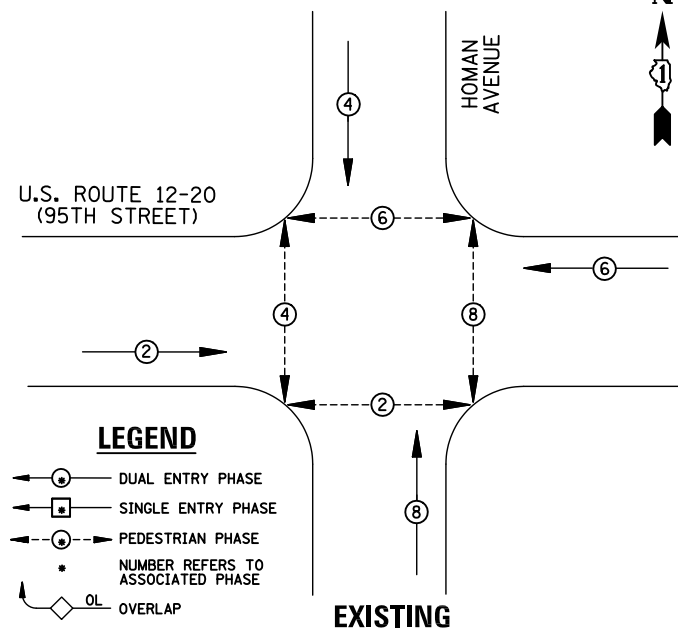 N
1
HOMAN
AVENUE
4
U.S. ROUTE 12-20
(95TH STREET)
6
6
4
8
2
2
8
LEGEND
* DUAL ENTRY PHASE
* SINGLE ENTRY PHASE
* PEDESTRIAN PHASE
* NUMBER REFERS TO
ASSOCIATED PHASE
OL OVERLAP
EXISTING